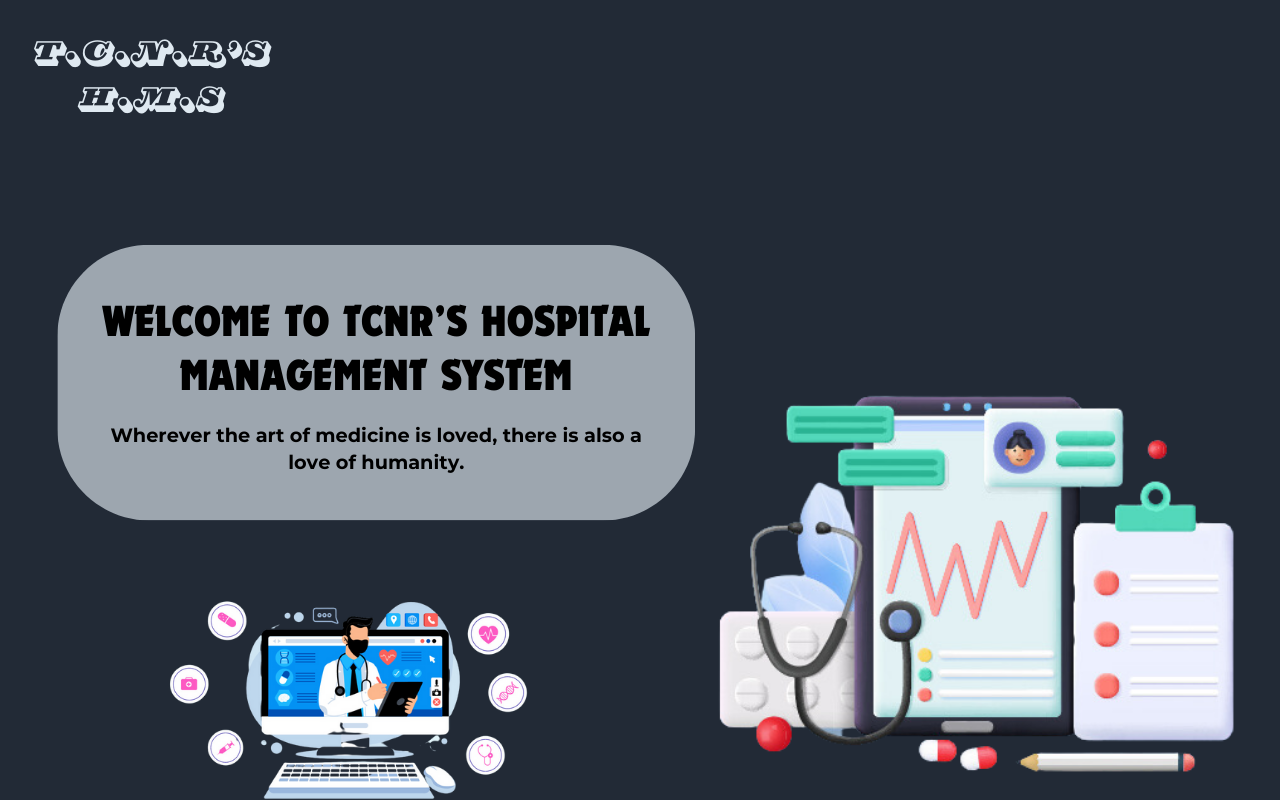 T.C.N.R'S
H.M.S
WELCOME TO TCNR'S HOSPITAL
MANAGEMENT SYSTEM
Wherever the art of medicine is loved, there is also a
love of humanity.